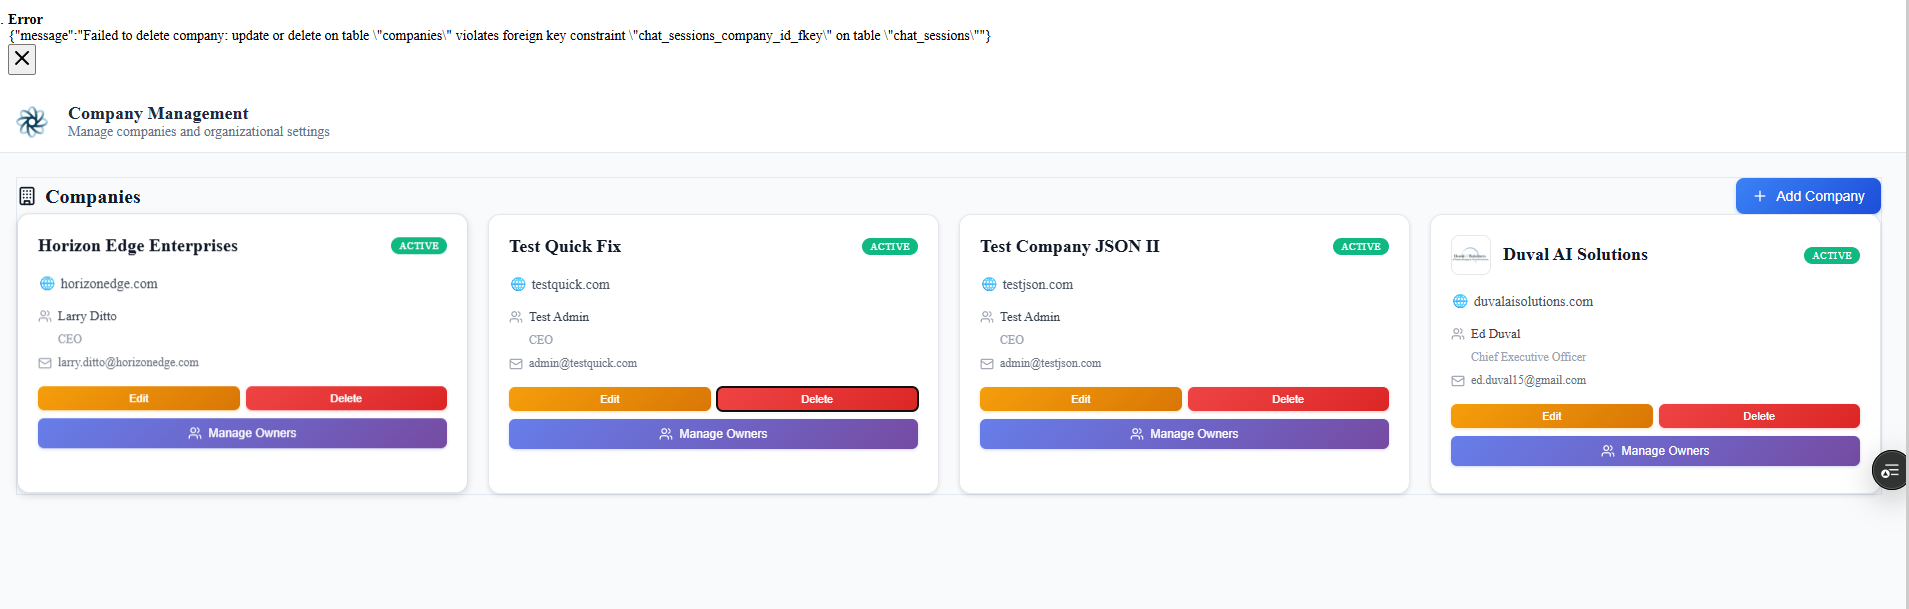 . Error
{"message":"Failed to delete company: update or delete on table \"companies\" violates foreign key constraint \"chat_sessions_company_id_fkey\" on table \"chat_sessions\""}
Company Management
Manage companies and organizational settings
Companies
Add Company
Horizon Edge Enterprises
ACTIVE
horizonedge.com
Larry Ditto
CEO
larry.ditto@horizonedge.com
Edit
Delete
Manage Owners
Test Quick Fix
ACTIVE
testquick.com
Test Admin
CEO
admin@testquick.com
Edit
Delete
Manage Owners
Test Company JSON II
ACTIVE
testjson.com
Test Admin
CEO
admin@testjson.com
Edit
Delete
Manage Owners
Duval AI Solutions
ACTIVE
duvalaisolutions.com
Ed Duval
Chief Executive Officer
ed.duval15@gmail.com
Edit
Delete
Manage Owners